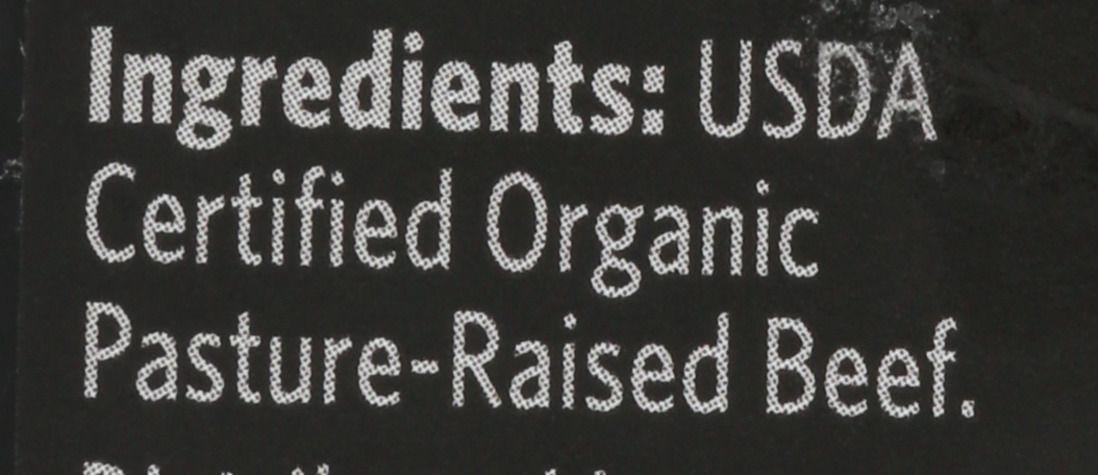 Ingredients: USDA
Certified Organic
Pasture-Raised Beef.